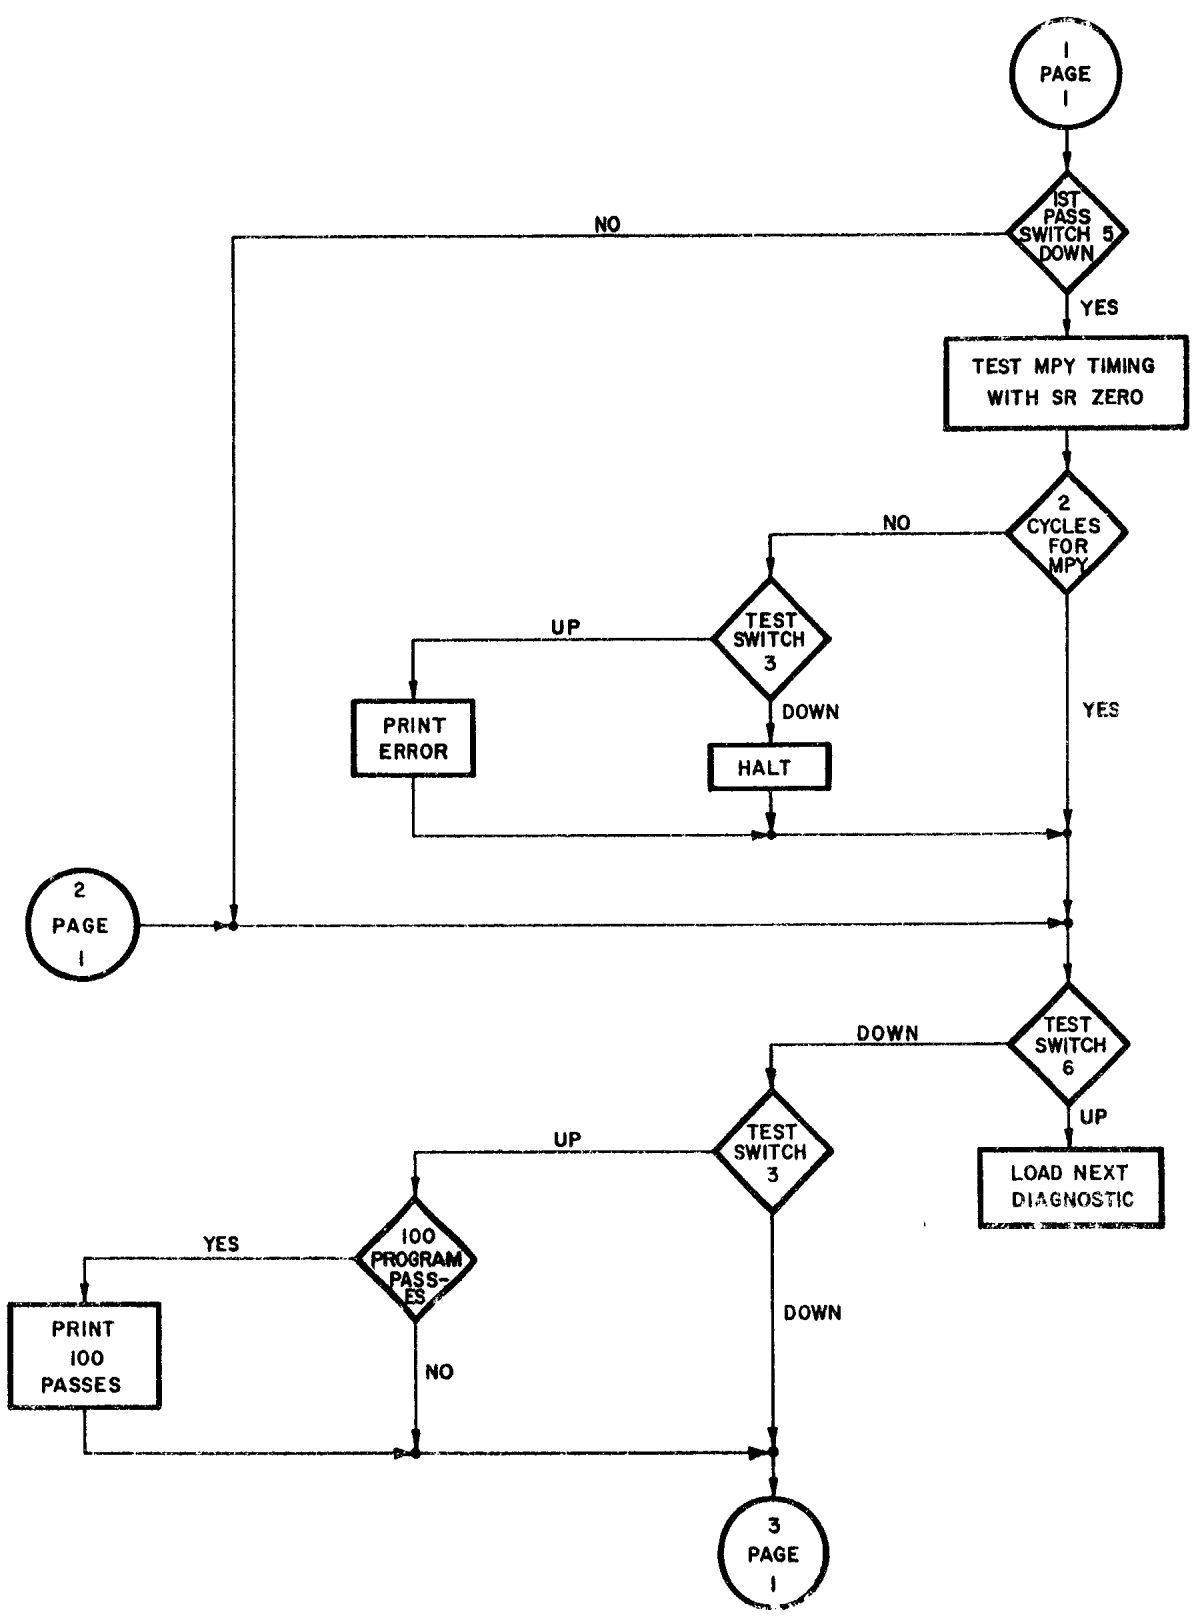 1
PAGE
1
1ST
PASS
SWITCH 5
DOWN
NO
YES
TEST MPY TIMING
WITH SR ZERO
2
CYCLES
FOR
MPY
NO
YES
TEST
SWITCH
3
UP
DOWN
PRINT
ERROR
HALT
2
PAGE
1
TEST
SWITCH
6
DOWN
UP
LOAD NEXT
DIAGNOSTIC
TEST
SWITCH
3
UP
DOWN
100
PROGRAM
PASS-
ES
YES
NO
PRINT
100
PASSES
3
PAGE
1